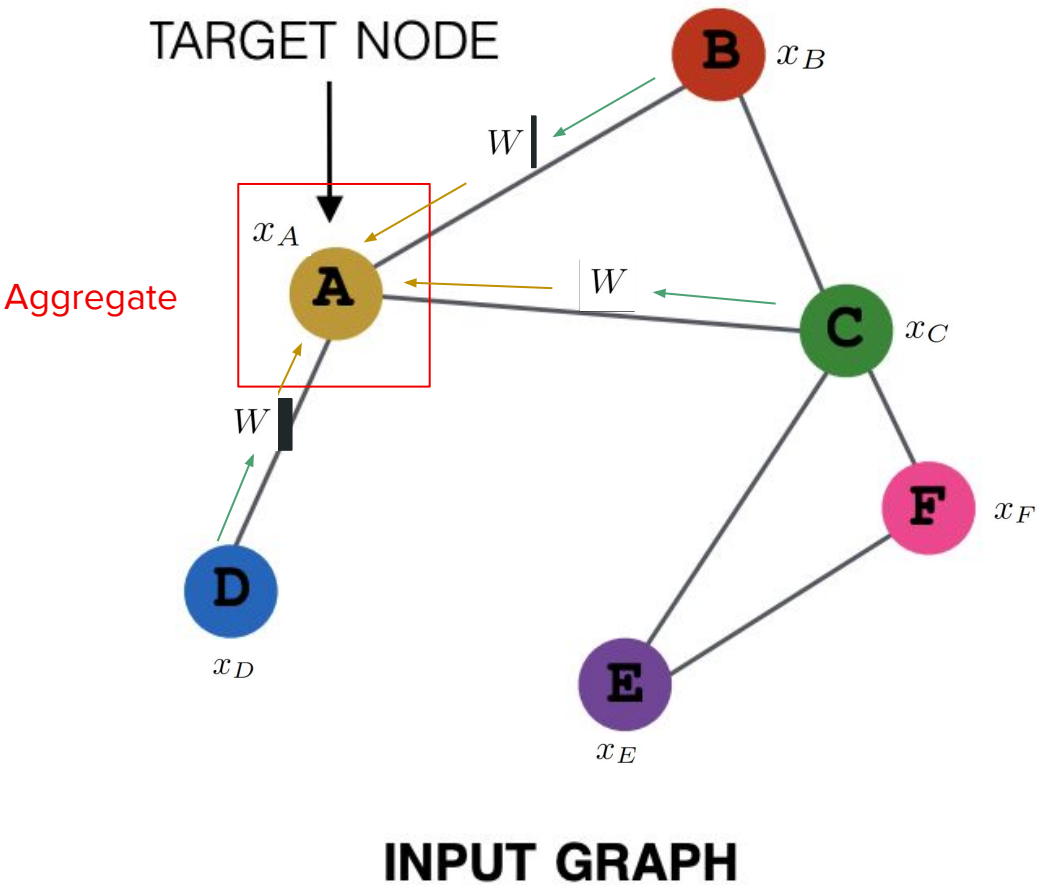 TARGET NODE
B
x_B
W
x_A
A
Aggregate
W
C
x_C
W
F
x_F
D
x_D
E
x_E
INPUT GRAPH